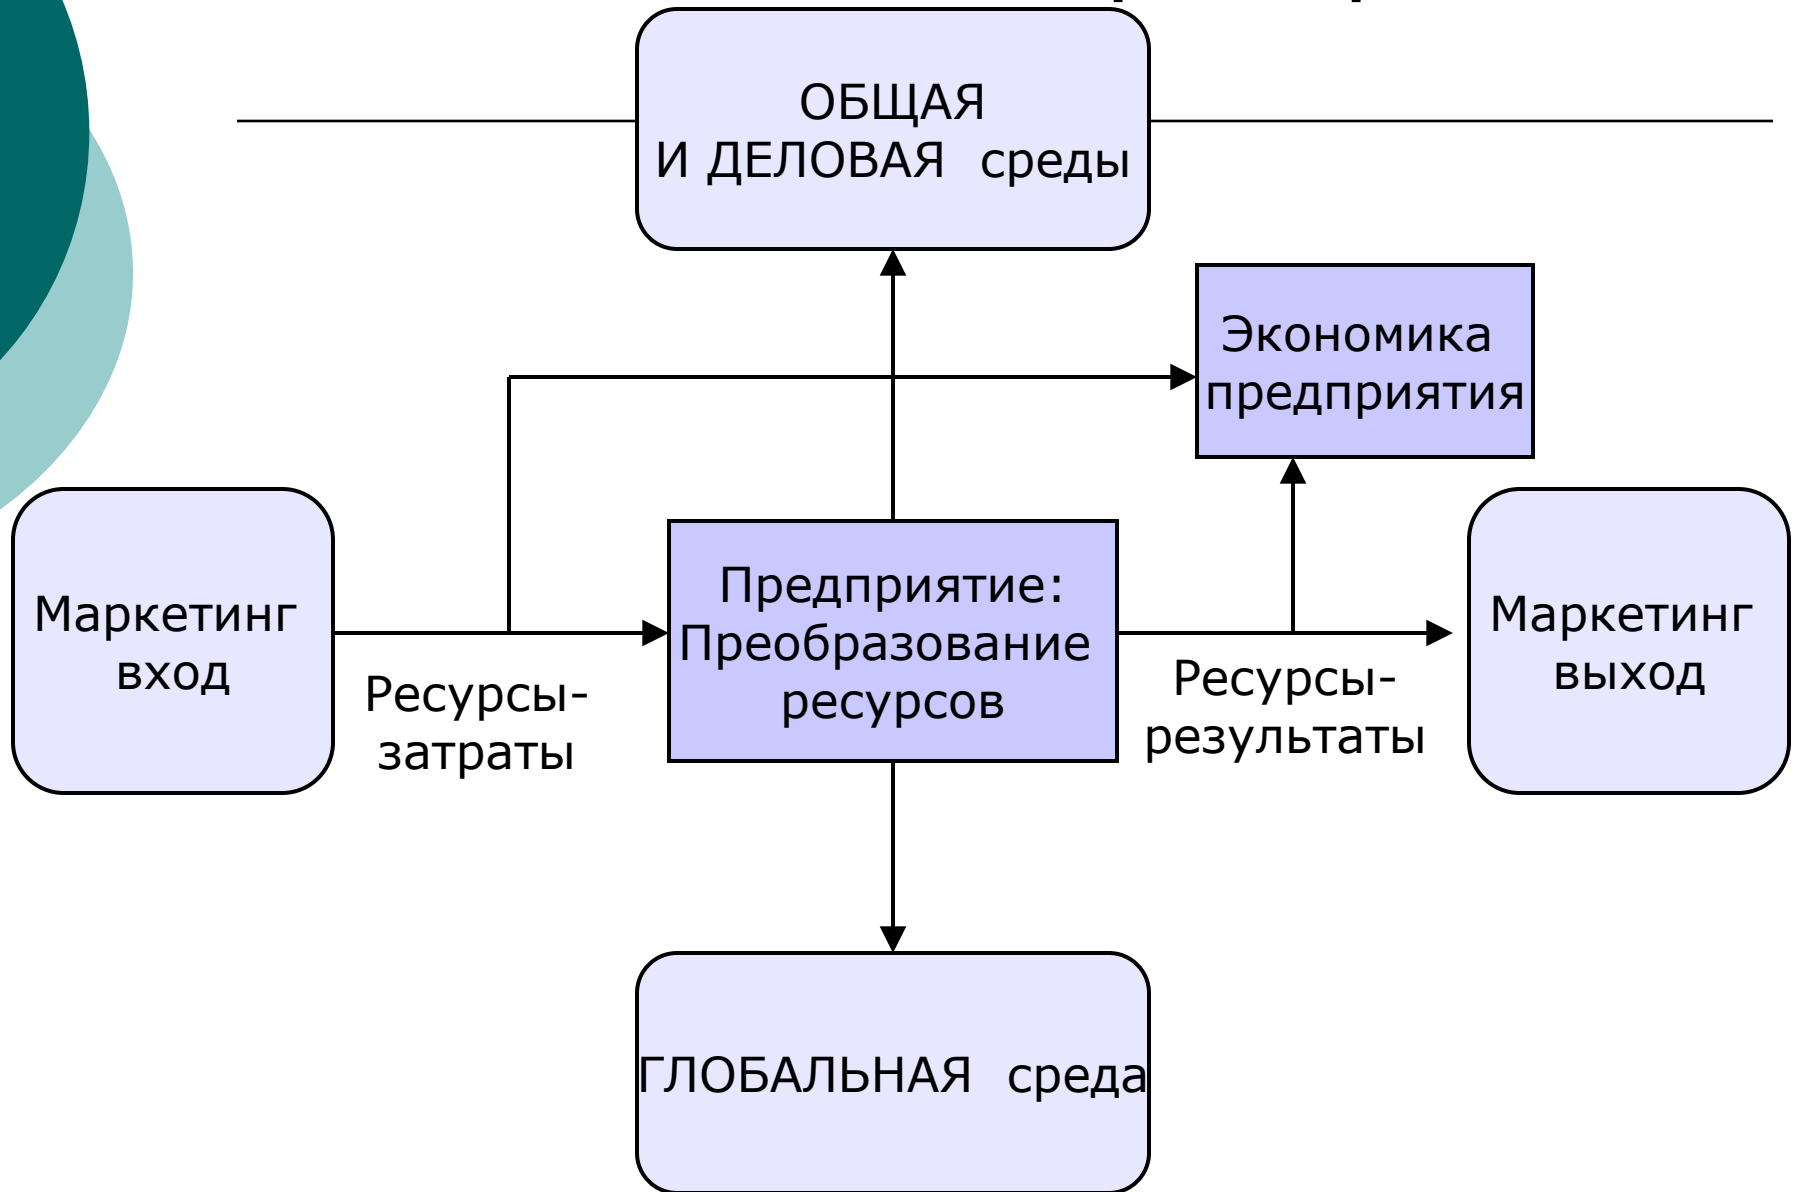 ОБЩАЯ
И ДЕЛОВАЯ среды
Экономика
предприятия
Маркетинг
вход
Ресурсы-
затраты
Предприятие:
Преобразование
ресурсов
Ресурсы-
результаты
Маркетинг
выход
ГЛОБАЛЬНАЯ среда